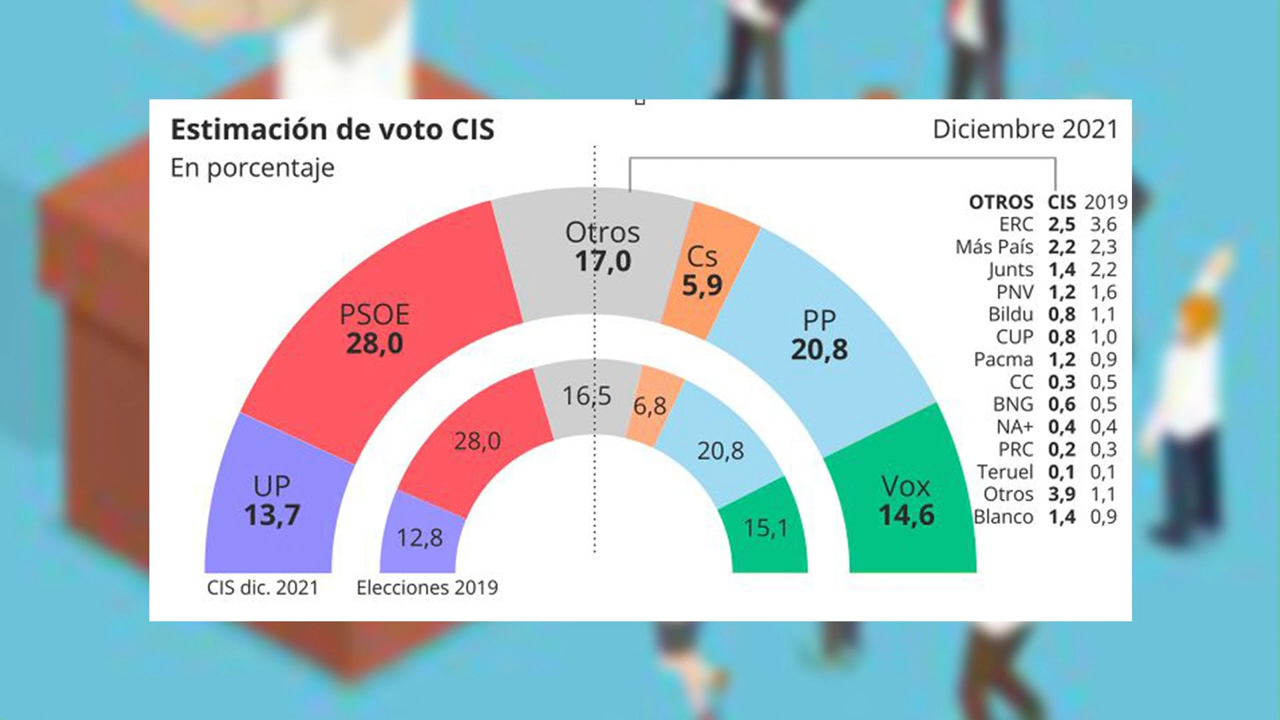 Estimación de voto CIS
Diciembre 2021
En porcentaje
OTROS CIS 2019
ERC 2,5 3,6
Más País 2,2 2,3
Junts 1,4 2,2
PNV 1,2 1,6
Bildu 0,8 1,1
CUP 0,8 1,0
Pacma 1,2 0,9
CC 0,3 0,5
BNG 0,6 0,5
NA+ 0,4 0,4
PRC 0,2 0,3
Teruel 0,1 0,1
Otros 3,9 1,1
Blanco 1,4 0,9
UP
13,7
PSOE
28,0
Otros
17,0
Cs
5,9
PP
20,8
Vox
14,6
12,8
28,0
16,5
6,8
20,8
15,1
CIS dic. 2021
Elecciones 2019